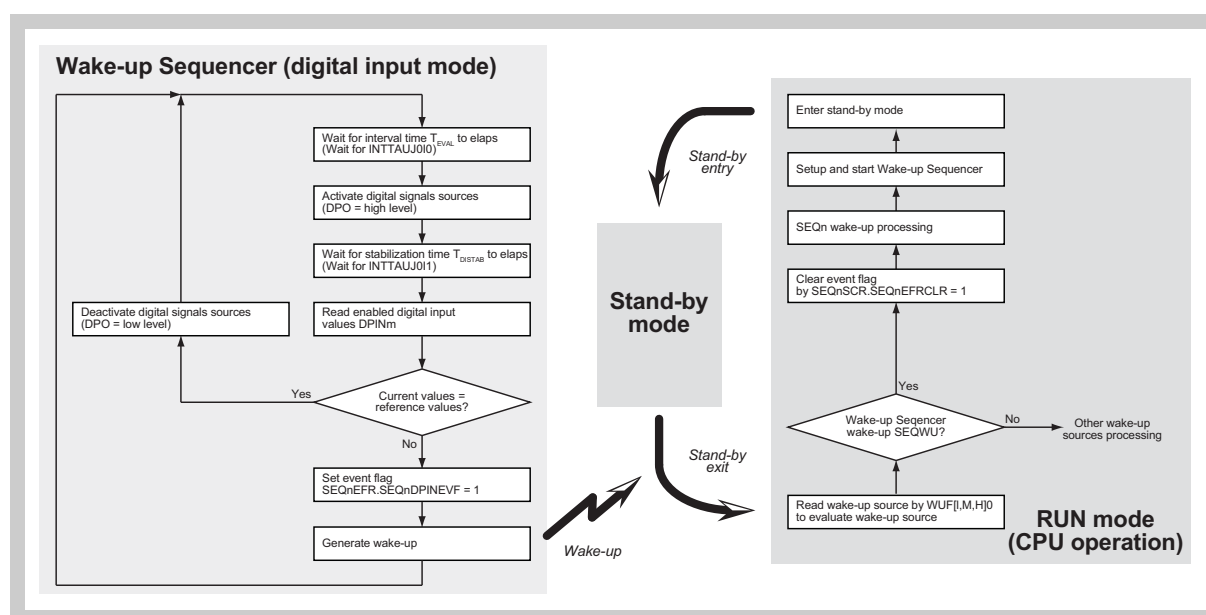 Wake-up Sequencer (digital input mode)
Wait for interval time TEVAL to elaps
(Wait for INTTAUJ0I0)
Activate digital signals sources
(DPO = high level)
Wait for stabilization time TDISTAB to elaps
(Wait for INTTAUJ0I1)
Read enabled digital input
values DPINm
Deactivate digital signals sources
(DPO = low level)
Yes
Current values =
reference values?
No
Set event flag
SEQnEFR.SEQnDPINEVF = 1
Generate wake-up
Wake-up
Stand-by
entry
Stand-by
mode
Stand-by
exit
Enter stand-by mode
Setup and start Wake-up Sequencer
SEQn wake-up processing
Clear event flag
by SEQnSCR.SEQnEFRCLR = 1
Yes
Wake-up Seqencer
wake-up SEQWU?
No
Other wake-up
sources processing
Read wake-up source by WUF[I,M,H]0
to evaluate wake-up source
RUN mode
(CPU operation)